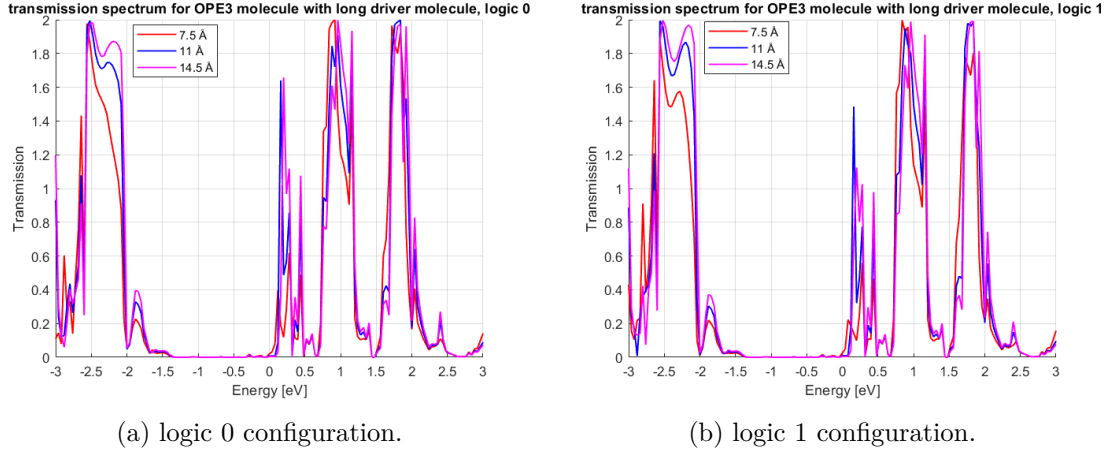 transmission spectrum for OPE3 molecule with long driver molecule, logic 0
2
1.8
1.6
1.4
1.2
1
0.8
0.6
0.4
0.2
0
Transmission
7.5 Å
11 Å
14.5 Å
-3 -2.5 -2 -1.5 -1 -0.5 0 0.5 1 1.5 2 2.5 3
Energy [eV]
(a) logic 0 configuration.
transmission spectrum for OPE3 molecule with long driver molecule, logic 1
2
1.8
1.6
1.4
1.2
1
0.8
0.6
0.4
0.2
0
Transmission
7.5 Å
11 Å
14.5 Å
-3 -2.5 -2 -1.5 -1 -0.5 0 0.5 1 1.5 2 2.5 3
Energy [eV]
(b) logic 1 configuration.